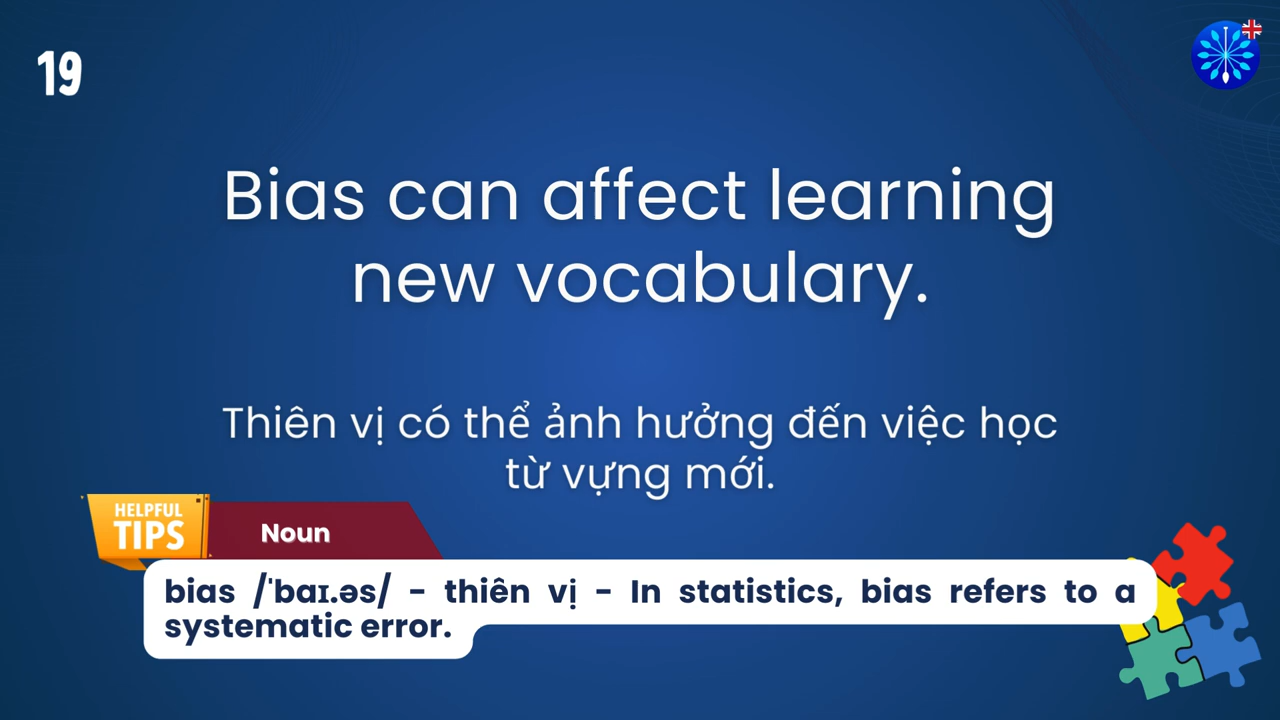 19
Bias can affect learning
new vocabulary.
Thiên vị có thể ảnh hưởng đến việc học
từ vựng mới.
HELPFUL
TIPS
Noun
bias /ˈbaɪ.əs/ - thiên vị - In statistics, bias refers to a
systematic error.